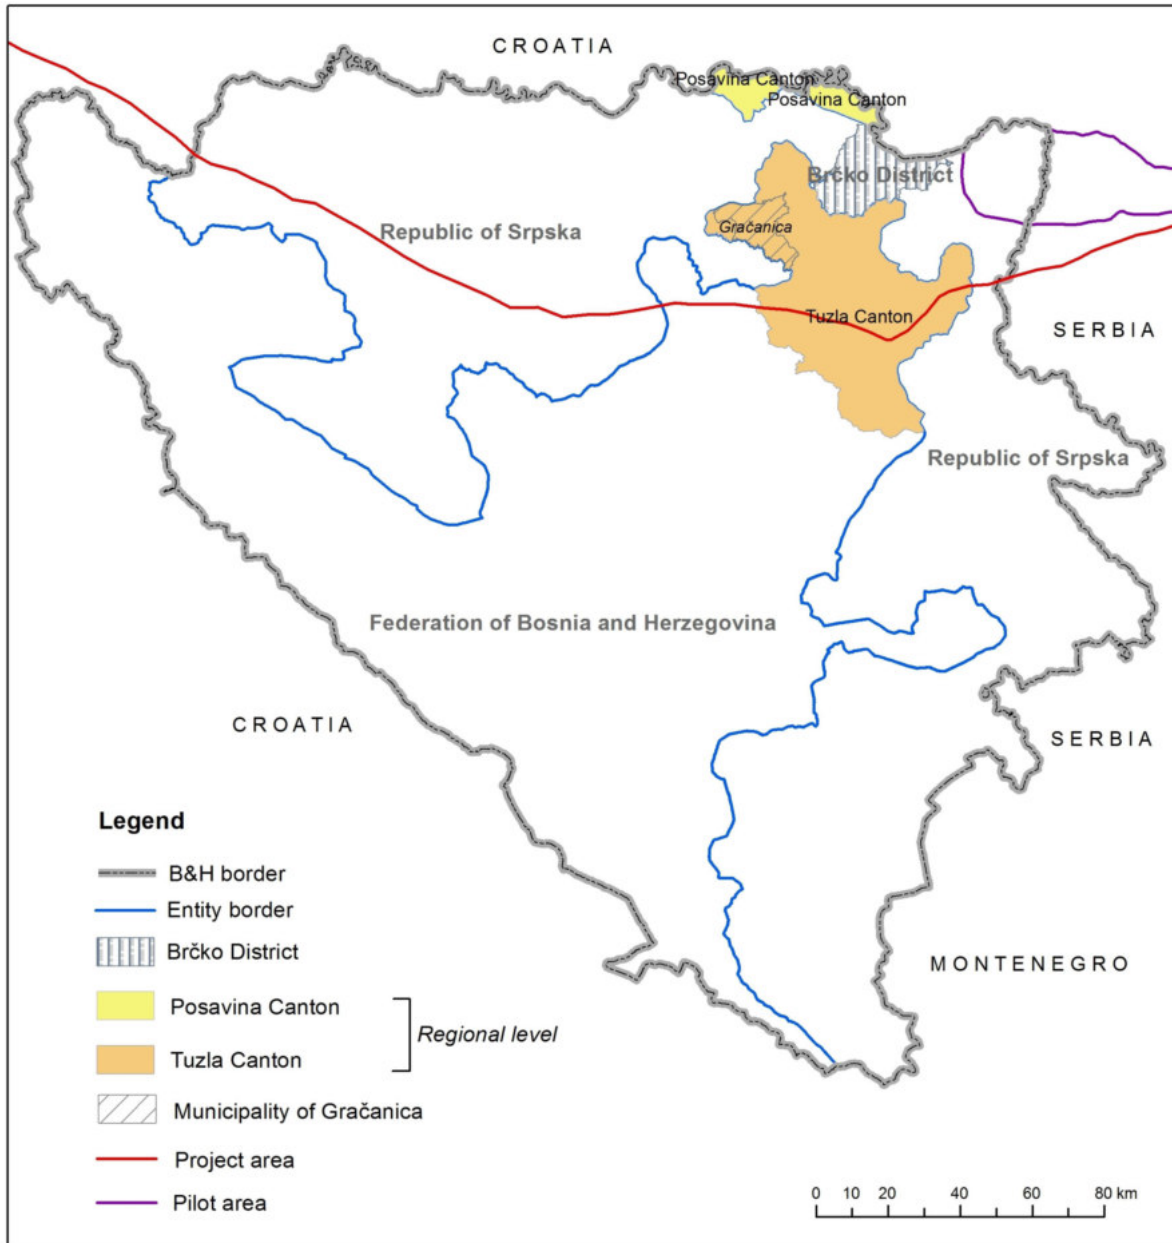 CROATIA
Posavina Canton
Posavina Canton
Brčko District
Gračanica
Republic of Srpska
Tuzla Canton
SERBIA
Republic of Srpska
Federation of Bosnia and Herzegovina
CROATIA
SERBIA
MONTENEGRO
Legend
B&H border
Entity border
Brčko District
Posavina Canton
Regional level
Tuzla Canton
Municipality of Gračanica
Project area
Pilot area
0 10 20 40 60 80 km